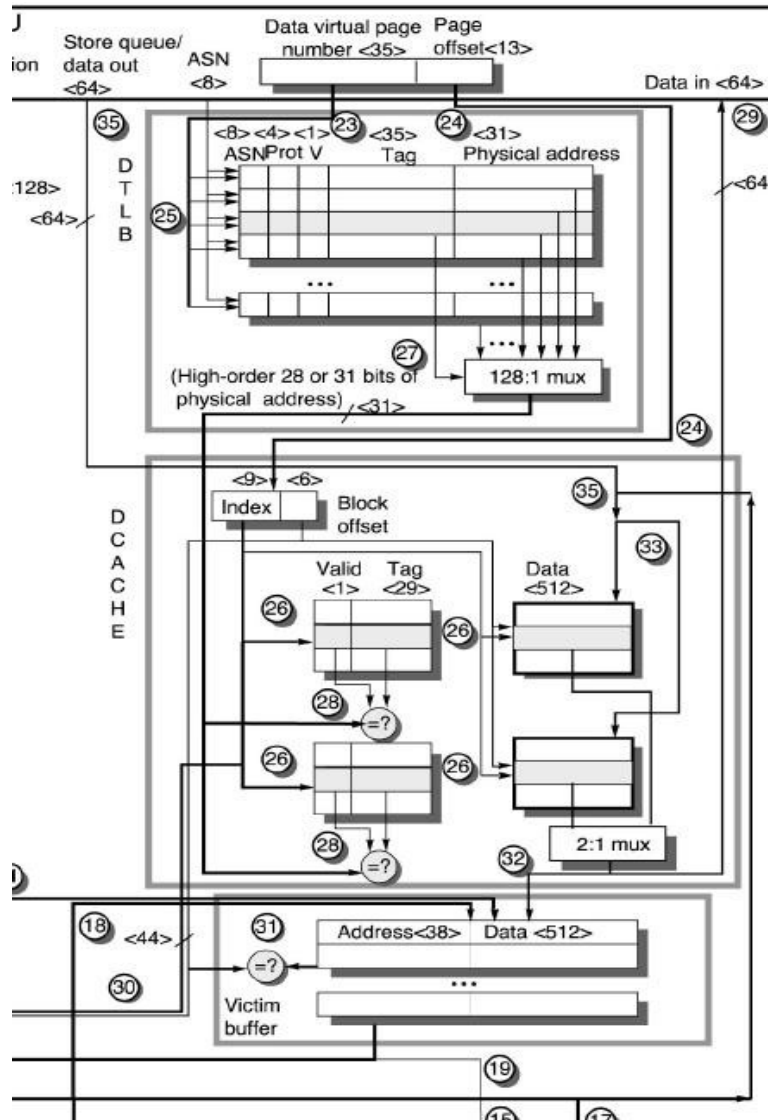 U
ion
Store queue/
data out
<64>
ASN
<8>
Data virtual page
number <35>
Page
offset<13>
Data in <64>
35
23
24
29
<8> <4> <1> <35> <31>
ASN Prot V Tag Physical address
D
T
L
B
:128>
<64>
<64
25
...
...
...
27
128:1 mux
(High-order 28 or 31 bits of
physical address)
<31>
24
<9> <6>
Index
Block
offset
35
33
D
C
A
C
H
E
Valid
<1>
Tag
<29>
Data
<512>
26
26
28
=?
26
26
28
=?
2:1 mux
32
18
<44>
31
Address<38> Data <512>
=?
...
30
Victim
buffer
19
15
17